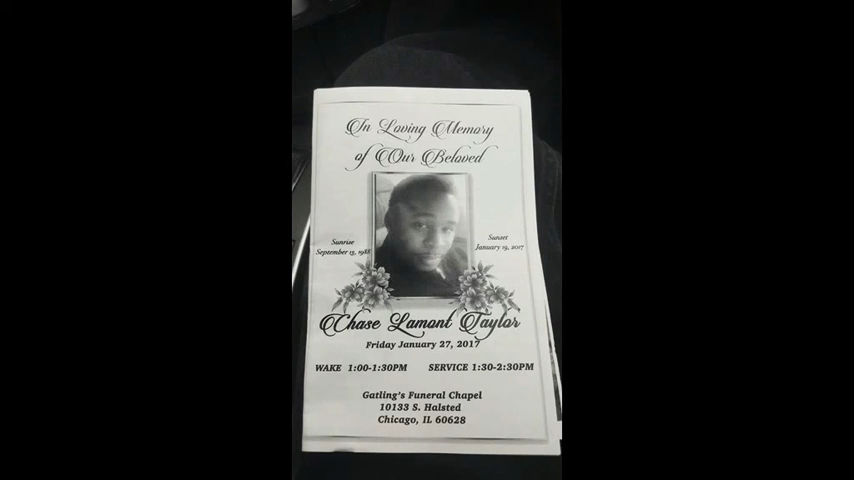 In Loving Memory
of Our Beloved
Sunrise
September 13, 1988
Sunset
January 19, 2017
Chase Lamont Taylor
Friday January 27, 2017
WAKE 1:00-1:30PM SERVICE 1:30-2:30PM
Gatling's Funeral Chapel
10133 S. Halsted
Chicago, IL 60628